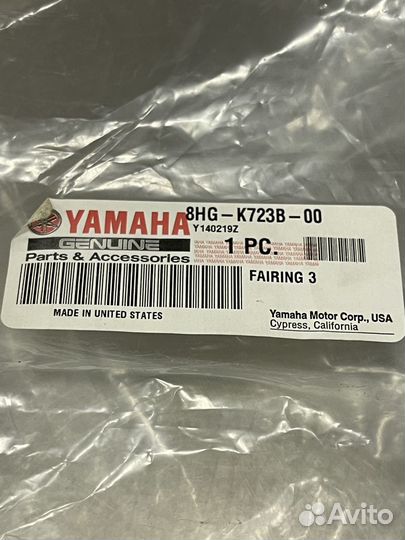 YAMAHA
GENUINE
Parts & Accessories
8HG-K723B-00
Y140219Z
1 PC.
FAIRING 3
MADE IN UNITED STATES
Yamaha Motor Corp., USA
Cypress, California
Avito